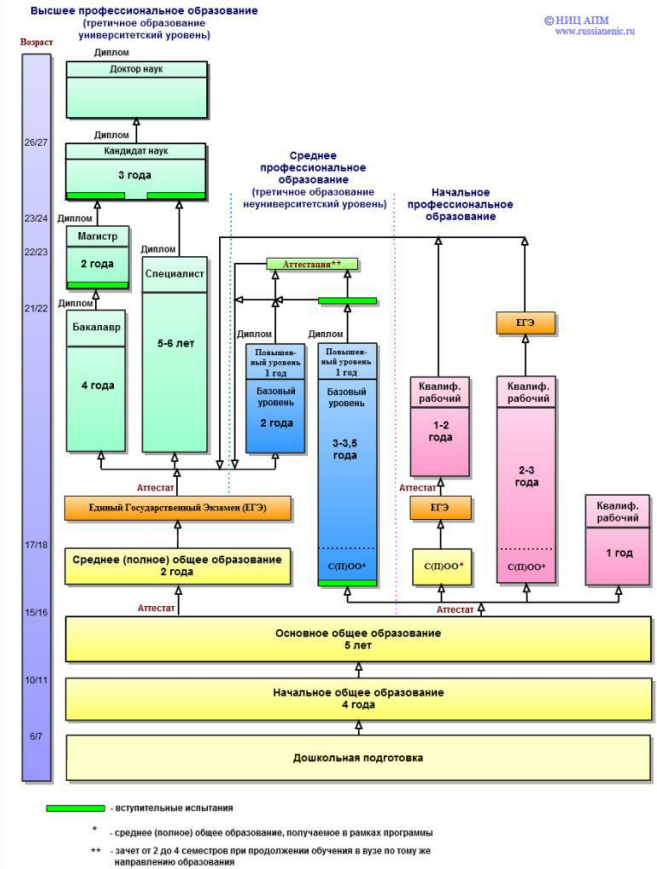 Высшее профессиональное образование
(третичное образование
университетский уровень)
© НИЦ АПМ
www.russianenic.ru
Возраст
Диплом
Доктор наук
Диплом
26/27
Кандидат наук
3 года
Среднее
профессиональное
образование
(третичное образование
неуниверситетский уровень)
Начальное
профессиональное
образование
23/24
Диплом
Магистр
2 года
22/23
Диплом
Специалист
5-6 лет
Аттестация**
21/22
Диплом
Бакалавр
4 года
ЕГЭ
Диплом
Повышен-
ный уровень
1 год
Базовый
уровень
2 года
Диплом
Повышен-
ный уровень
1 год
Базовый
уровень
3-3,5
года
С(П)ОО*
Квалиф.
рабочий
1-2
года
Аттестат
ЕГЭ
С(П)ОО*
Квалиф.
рабочий
2-3
года
С(П)ОО*
Квалиф.
рабочий
1 год
Аттестат
Единый Государственный Экзамен (ЕГЭ)
17/18
Среднее (полное) общее образование
2 года
Аттестат
Аттестат
15/16
Основное общее образование
5 лет
10/11
Начальное общее образование
4 года
6/7
Дошкольная подготовка
- вступительные испытания
* - среднее (полное) общее образование, получаемое в рамках программы
** - зачет от 2 до 4 семестров при продолжении обучения в вузе по тому же
направлению образования